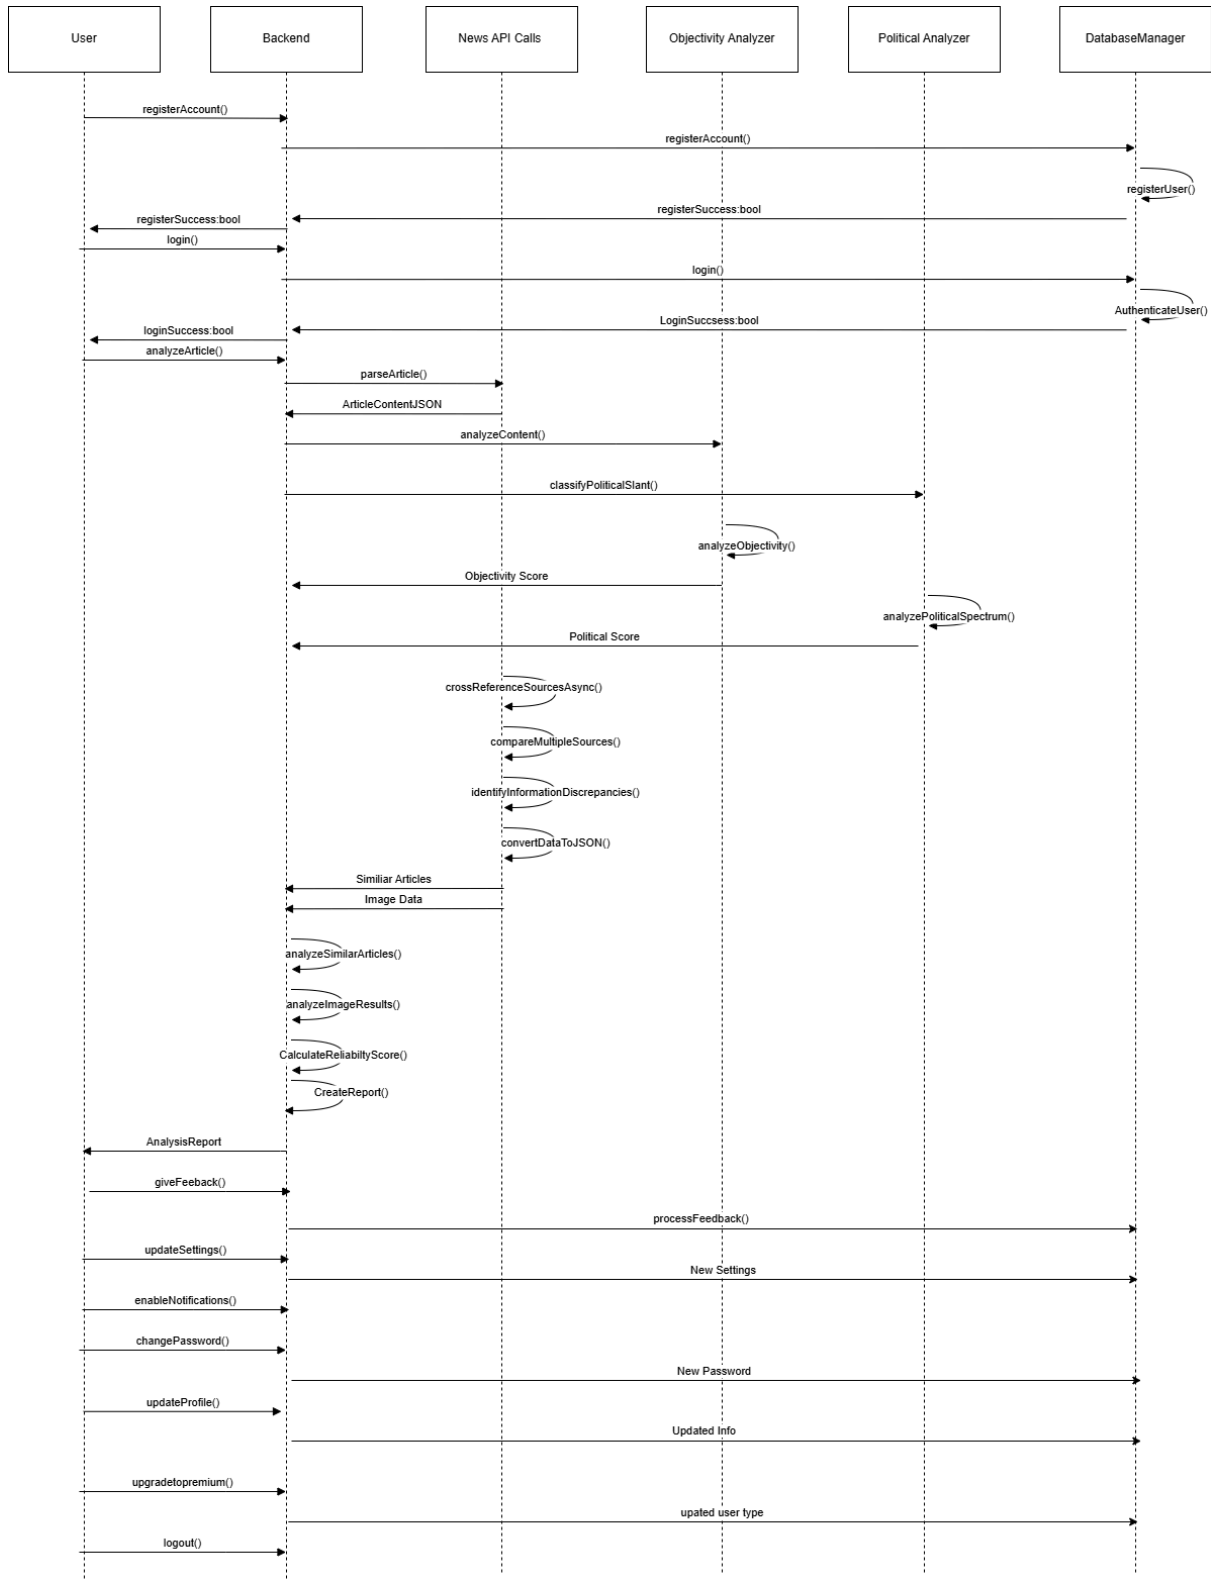 User
Backend
News API Calls
Objectivity Analyzer
Political Analyzer
DatabaseManager
registerAccount()
registerAccount()
registerUser()
registerSuccess:bool
registerSuccess:bool
login()
login()
AuthenticateUser()
LoginSuccsess:bool
loginSuccess:bool
analyzeArticle()
parseArticle()
ArticleContentJSON
analyzeContent()
classifyPoliticalSlant()
analyzeObjectivity()
Objectivity Score
analyzePoliticalSpectrum()
Political Score
crossReferenceSourcesAsync()
compareMultipleSources()
identifyInformationDiscrepancies()
convertDataToJSON()
Similiar Articles
Image Data
analyzeSimilarArticles()
analyzeImageResults()
CalculateReliabiltyScore()
CreateReport()
AnalysisReport
giveFeeback()
processFeedback()
updateSettings()
New Settings
enableNotifications()
changePassword()
New Password
updateProfile()
Updated Info
upgradetopremium()
upated user type
logout()